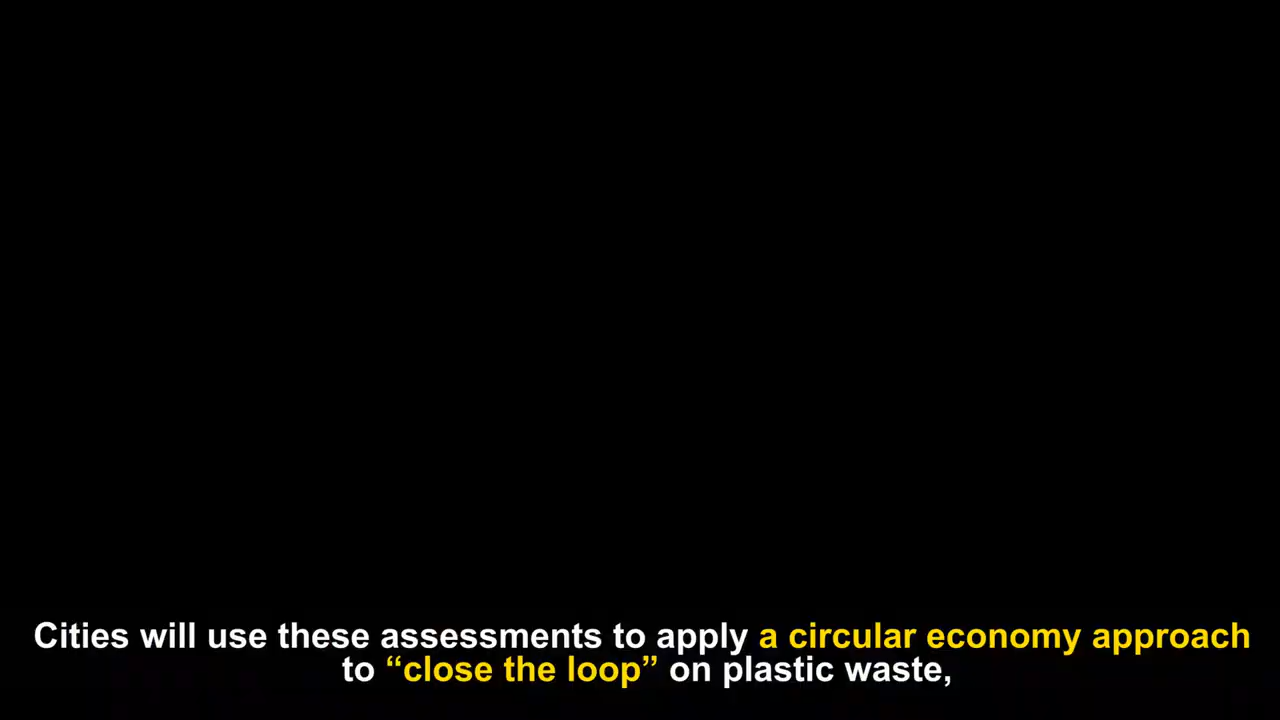 Cities will use these assessments to apply a circular economy approach
to “close the loop” on plastic waste,